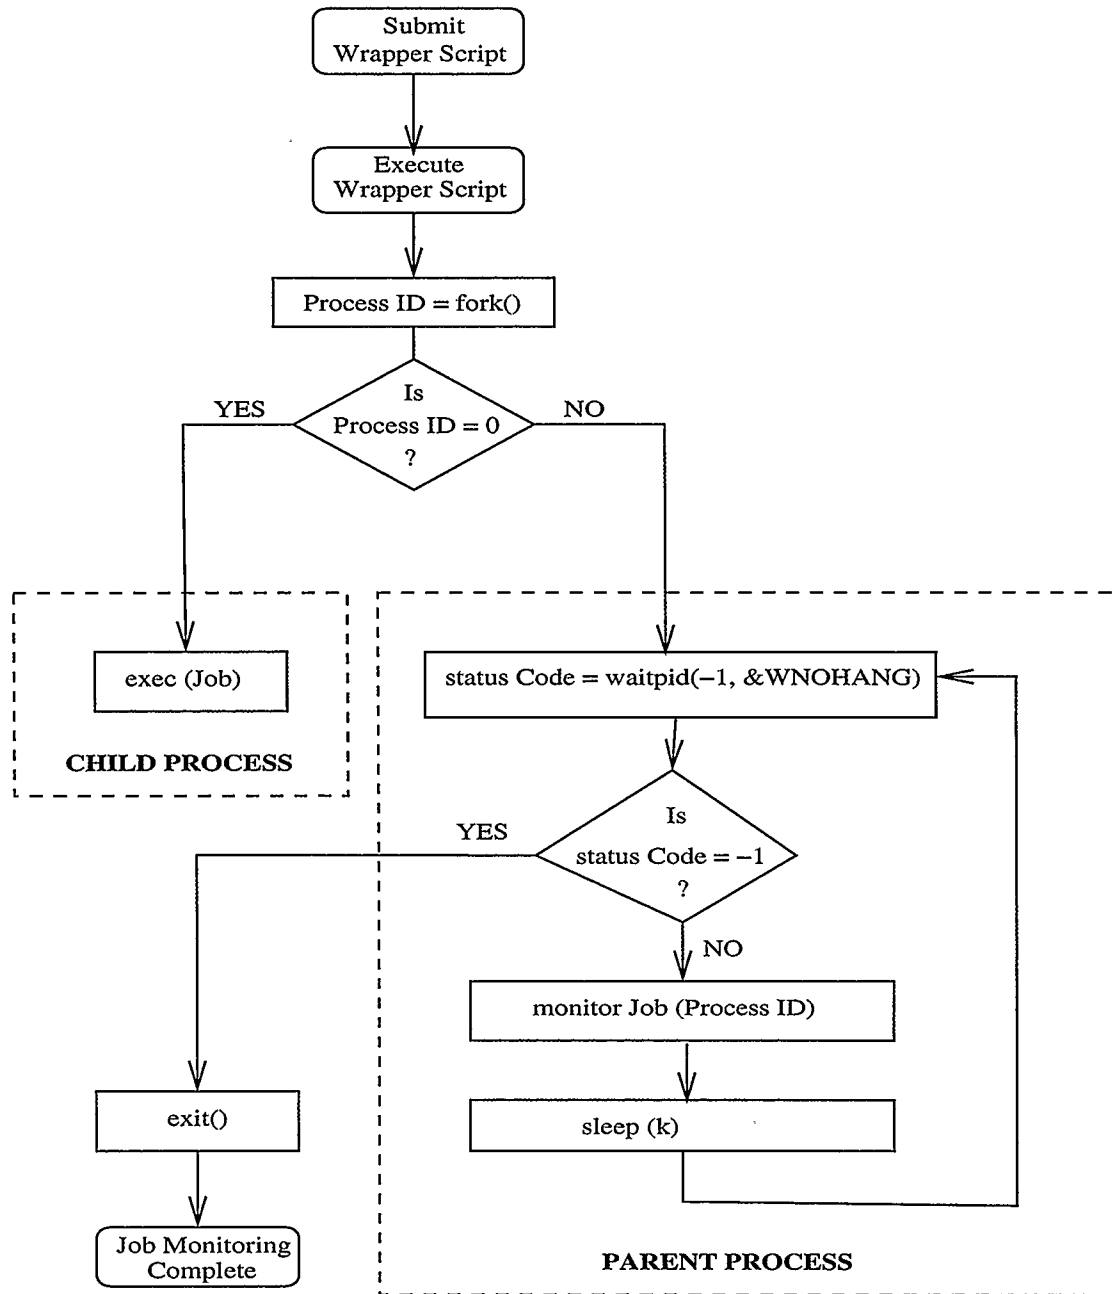 Submit
Wrapper Script
Execute
Wrapper Script
Process ID = fork()
Is
YES
NO
Process ID = 0
?
exec (Job)
status Code = waitpid(−1, &WNOHANG)
CHILD PROCESS
Is
YES
status Code = −1
?
NO
monitor Job (Process ID)
exit()
sleep (k)
Job Monitoring
Complete
PARENT PROCESS